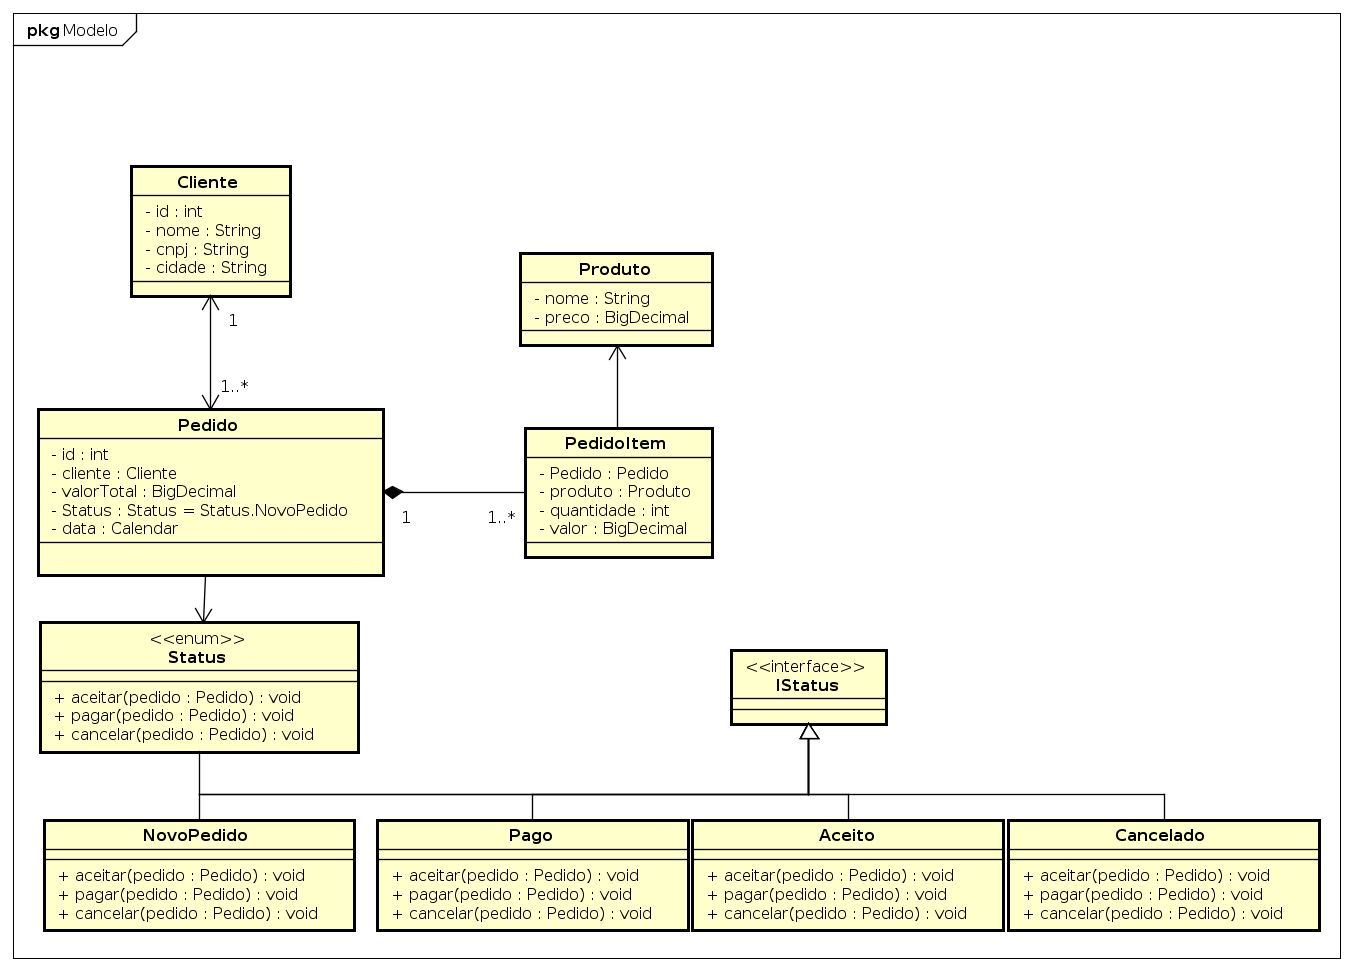 pkg Modelo
Cliente
- id : int
- nome : String
- cnpj : String
- cidade : String
1
1..*
Produto
- nome : String
- preco : BigDecimal
Pedido
- id : int
- cliente : Cliente
- valorTotal : BigDecimal
- Status : Status = Status.NovoPedido
- data : Calendar
1
1..*
PedidoItem
- Pedido : Pedido
- produto : Produto
- quantidade : int
- valor : BigDecimal
<<enum>>
Status
+ aceitar(pedido : Pedido) : void
+ pagar(pedido : Pedido) : void
+ cancelar(pedido : Pedido) : void
<<interface>>
IStatus
NovoPedido
+ aceitar(pedido : Pedido) : void
+ pagar(pedido : Pedido) : void
+ cancelar(pedido : Pedido) : void
Pago
+ aceitar(pedido : Pedido) : void
+ pagar(pedido : Pedido) : void
+ cancelar(pedido : Pedido) : void
Aceito
+ aceitar(pedido : Pedido) : void
+ pagar(pedido : Pedido) : void
+ cancelar(pedido : Pedido) : void
Cancelado
+ aceitar(pedido : Pedido) : void
+ pagar(pedido : Pedido) : void
+ cancelar(pedido : Pedido) : void